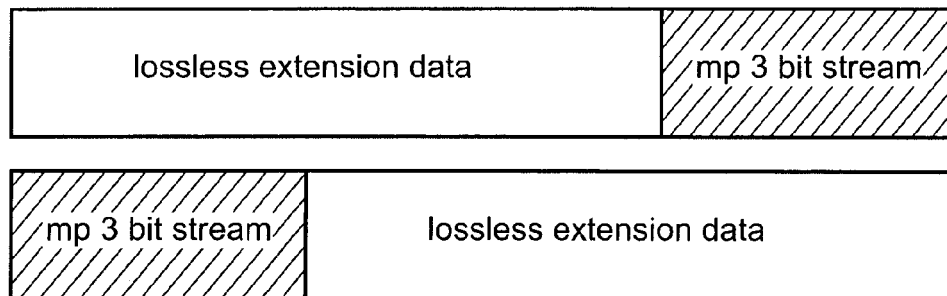 lossless extension data mp 3 bit stream
mp 3 bit stream lossless extension data